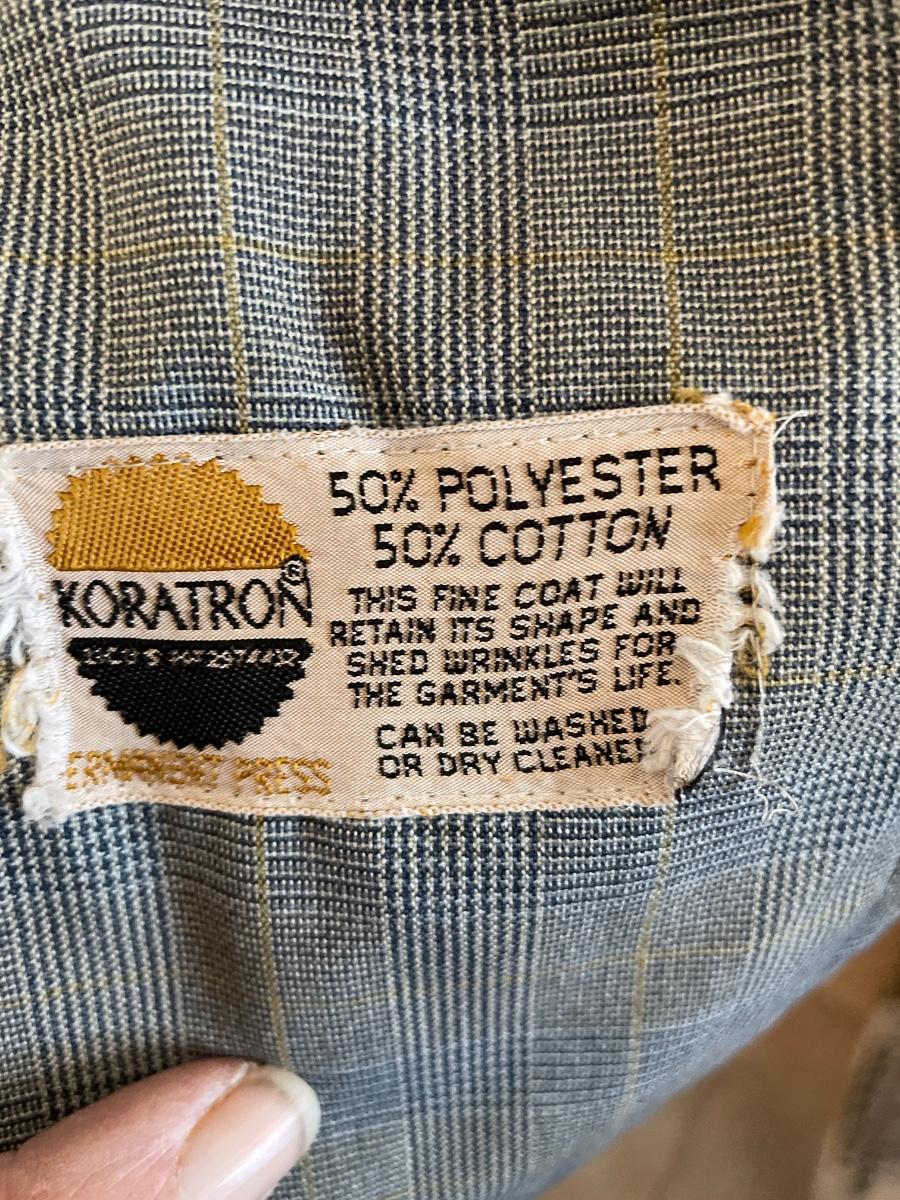 KORATRON®
ERMANENT PRESS
50% POLYESTER
50% COTTON
THIS FINE COAT WILL
RETAIN ITS SHAPE AND
SHED WRINKLES FOR
THE GARMENT'S LIFE.
CAN BE WASHED
OR DRY CLEANED